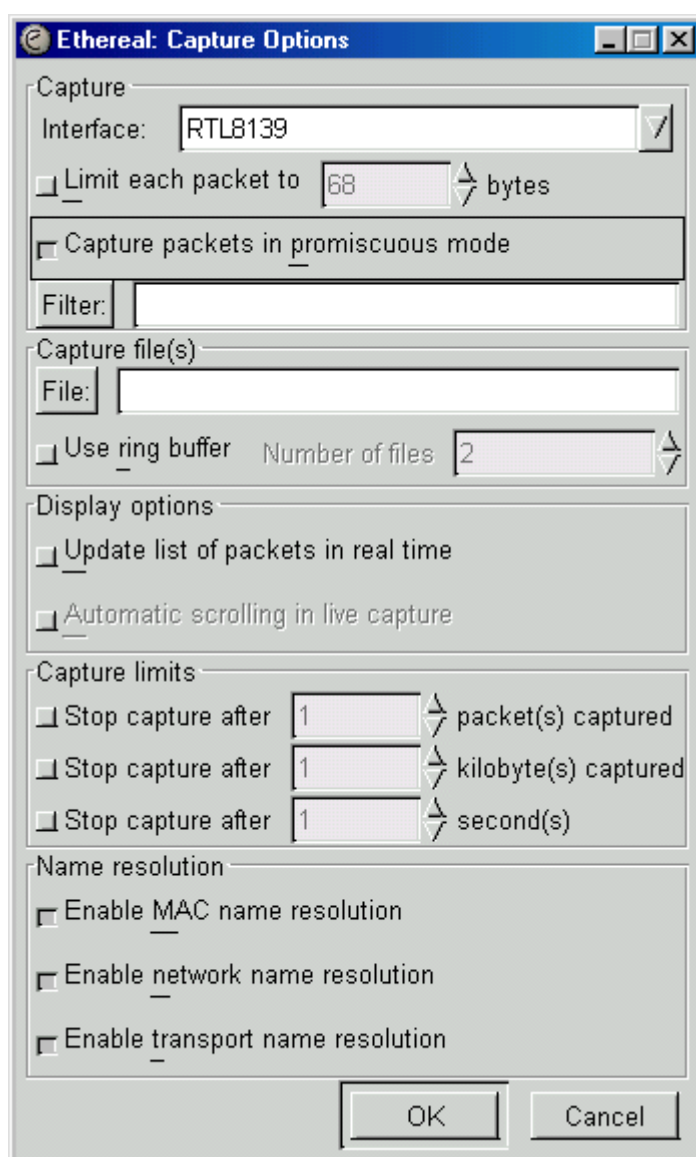 Ethereal: Capture Options
Capture
Interface: RTL8139
Limit each packet to 68 bytes
Capture packets in promiscuous mode
Filter:
Capture file(s)
File:
Use ring buffer Number of files 2
Display options
Update list of packets in real time
Automatic scrolling in live capture
Capture limits
Stop capture after 1 packet(s) captured
Stop capture after 1 kilobyte(s) captured
Stop capture after 1 second(s)
Name resolution
Enable MAC name resolution
Enable network name resolution
Enable transport name resolution
OK Cancel